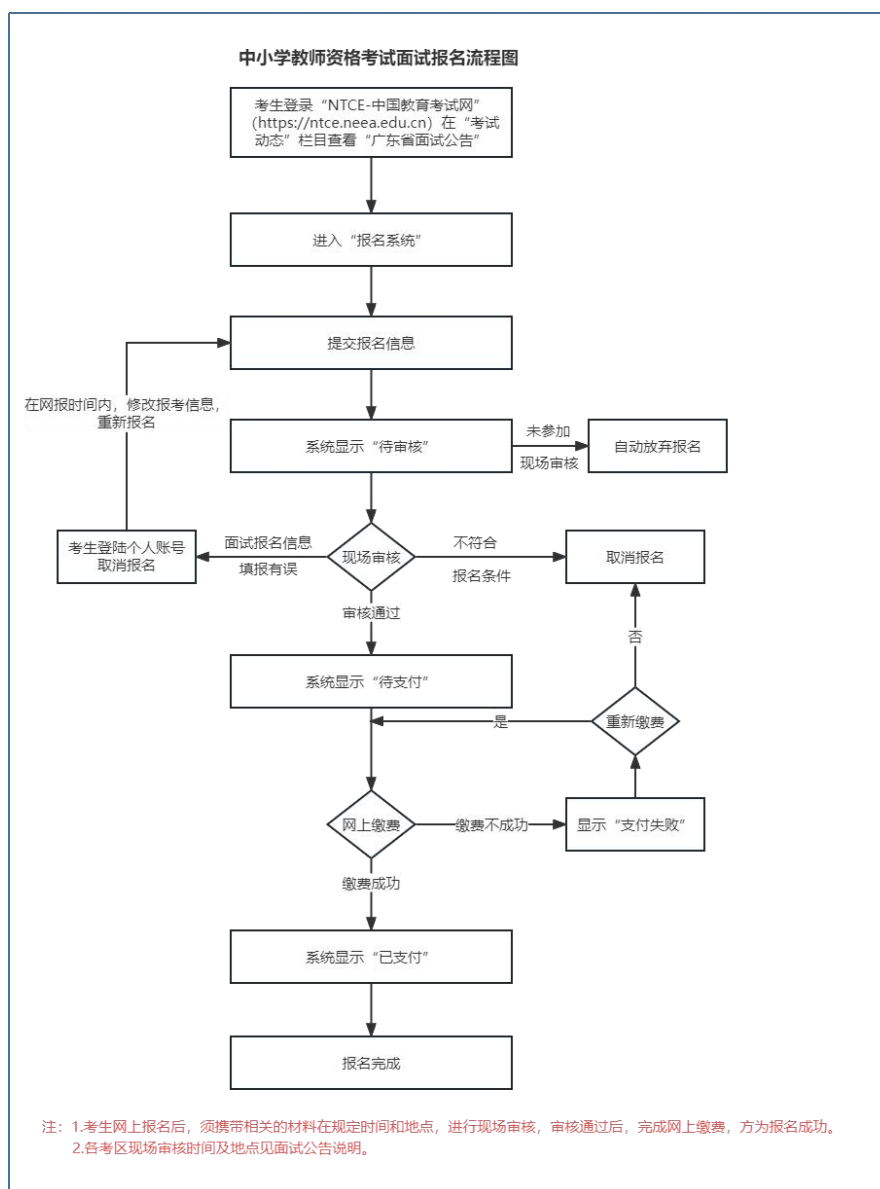 中小学教师资格考试面试报名流程图
考生登录“NTCE-中国教育考试网”
（https://ntce.neea.edu.cn）在“考试
动态”栏目查看“广东省面试公告”
进入“报名系统”
提交报名信息
在网报时间内，修改报考信息，
重新报名
系统显示“待审核”
未参加
现场审核
自动放弃报名
考生登陆个人账号
取消报名
面试报名信息
填报有误
现场审核
不符合
报名条件
取消报名
审核通过
否
系统显示“待支付”
是
重新缴费
网上缴费
缴费不成功
显示“支付失败”
缴费成功
系统显示“已支付”
报名完成
注：1.考生网上报名后，须携带相关的材料在规定时间和地点，进行现场审核，审核通过后，完成网上缴费，方为报名成功。
2.各考区现场审核时间及地点见面试公告说明。